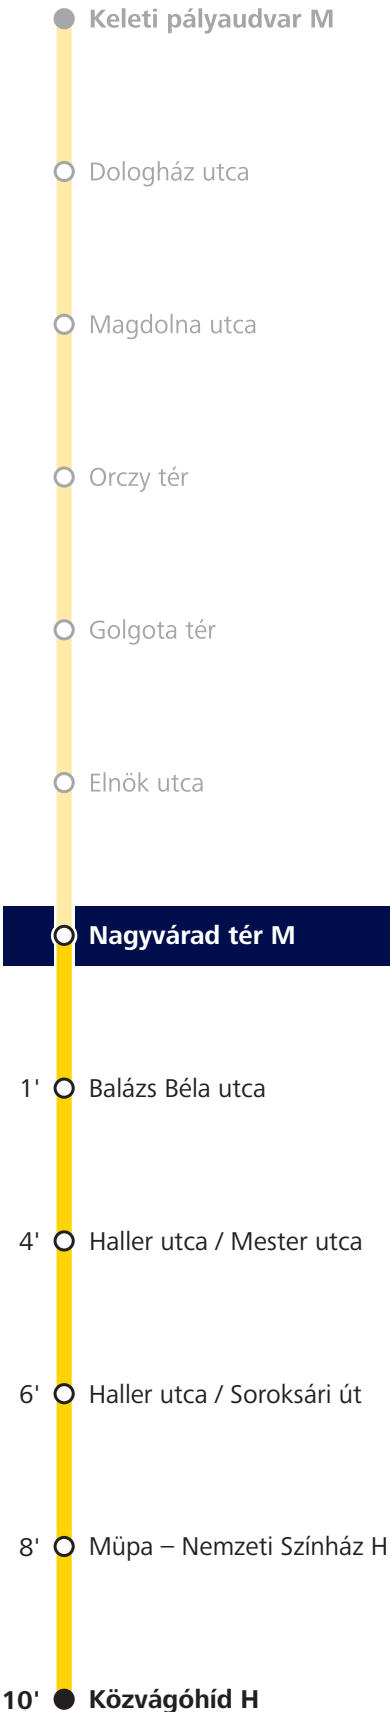 Keleti pályaudvar M
Dologház utca
Magdolna utca
Orczy tér
Golgota tér
Elnök utca
Nagyvárad tér M
1' Balázs Béla utca
4' Haller utca / Mester utca
6' Haller utca / Soroksári út
8' Müpa – Nemzeti Színház H
10' Közvágóhíd H